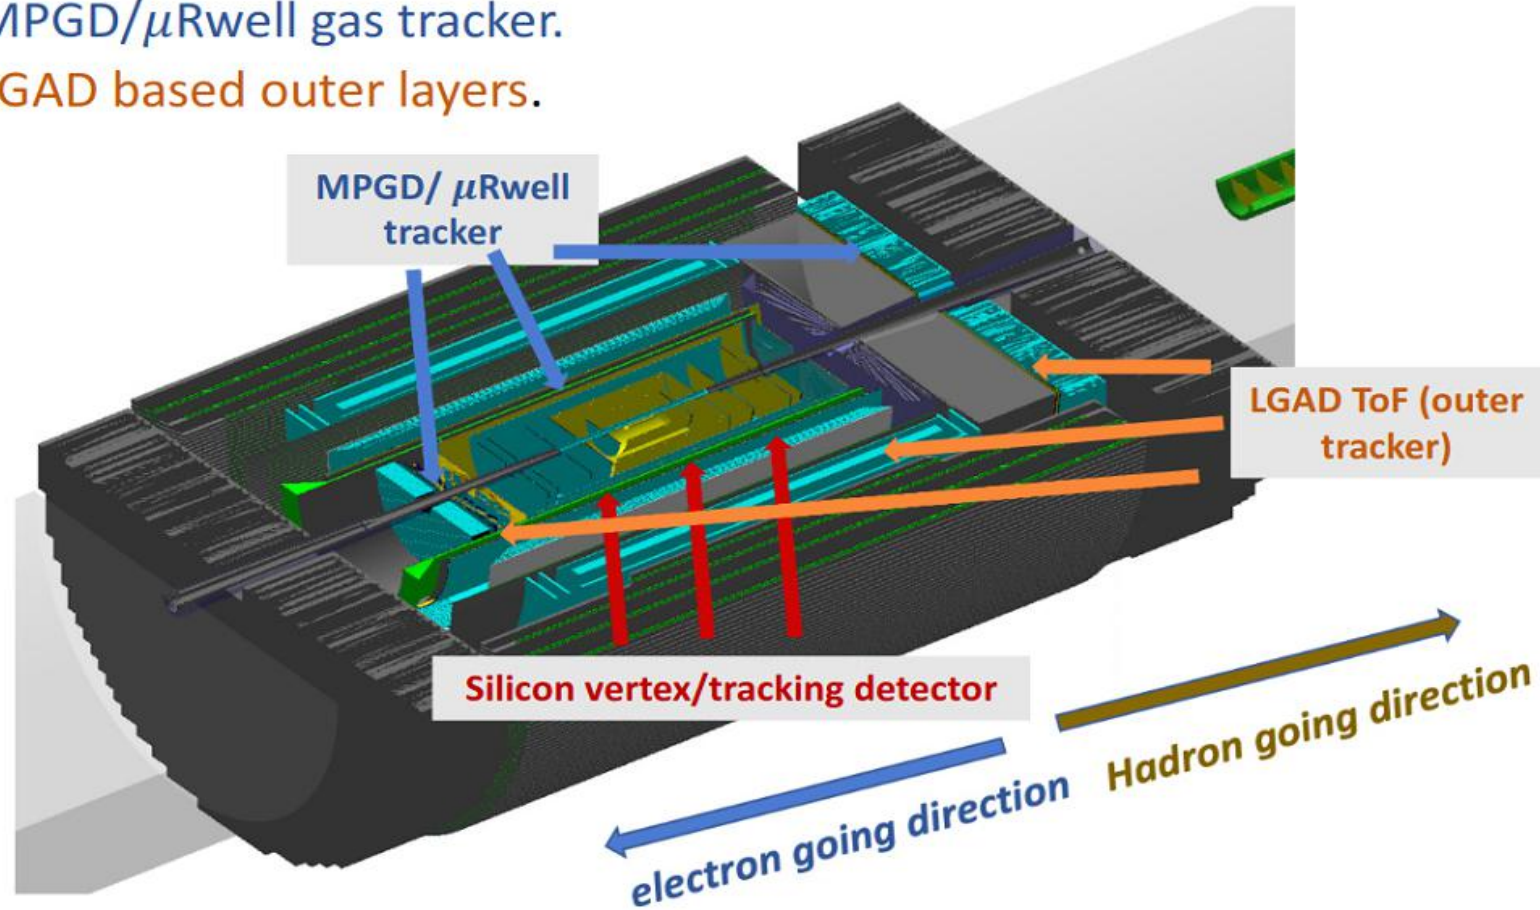 MPGD/μRwell gas tracker.
GAD based outer layers.
MPGD/ μRwell
tracker
LGAD ToF (outer
tracker)
Silicon vertex/tracking detector
Hadron going direction
electron going direction